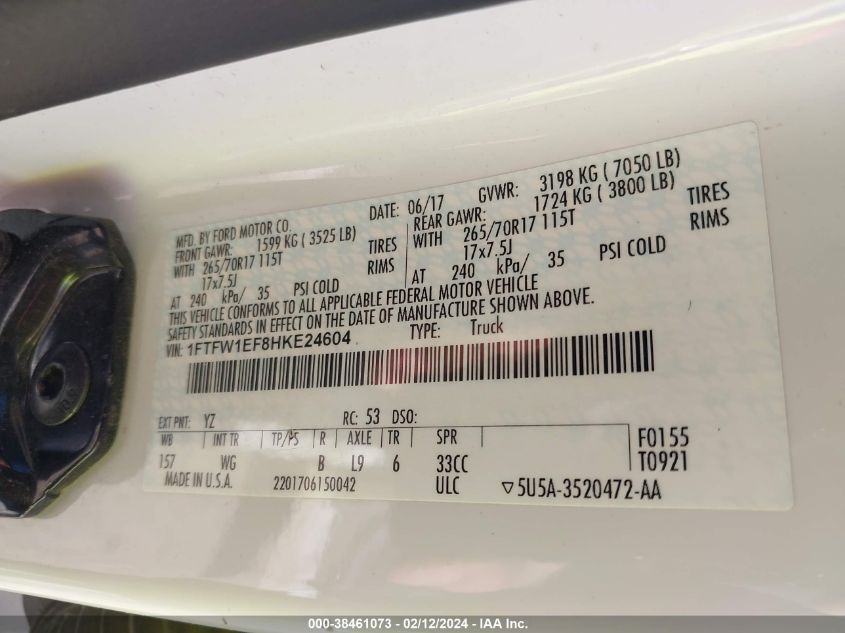 MFD. BY FORD MOTOR CO.
DATE: 06/17
GVWR: 3198 KG ( 7050 LB)
FRONT GAWR: 1599 KG ( 3525 LB)
REAR GAWR: 1724 KG ( 3800 LB)
WITH 265/70R17 115T TIRES
WITH 265/70R17 115T TIRES
17x7.5J RIMS
17x7.5J RIMS
AT 240 kPa/ 35 PSI COLD
AT 240 kPa/ 35 PSI COLD
THIS VEHICLE CONFORMS TO ALL APPLICABLE FEDERAL MOTOR VEHICLE
SAFETY STANDARDS IN EFFECT ON THE DATE OF MANUFACTURE SHOWN ABOVE.
VIN: 1FTFW1EF8HKE24604
TYPE: Truck
EXT PNT: YZ RC: 53 DSO:
WB INT TR TP/PS R AXLE TR SPR
F0155
157 WG B L9 6 33CC
T0921
MADE IN U.S.A. 2201706150042 ULC ▽5U5A-3520472-AA
000-38461073 - 02/12/2024 - IAA Inc.